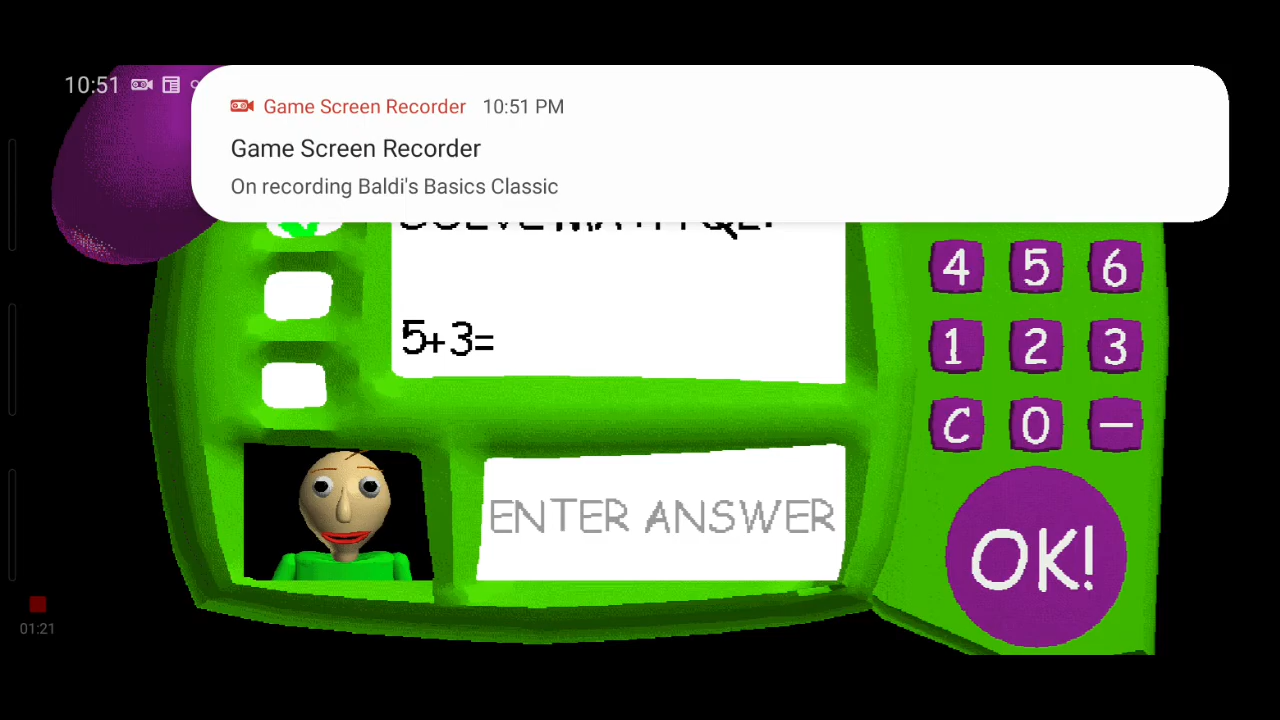 10:51
Game Screen Recorder 10:51 PM
Game Screen Recorder
On recording Baldi's Basics Classic
5+3=
4 5 6
1 2 3
C 0 —
ENTER ANSWER
OK!
01:21